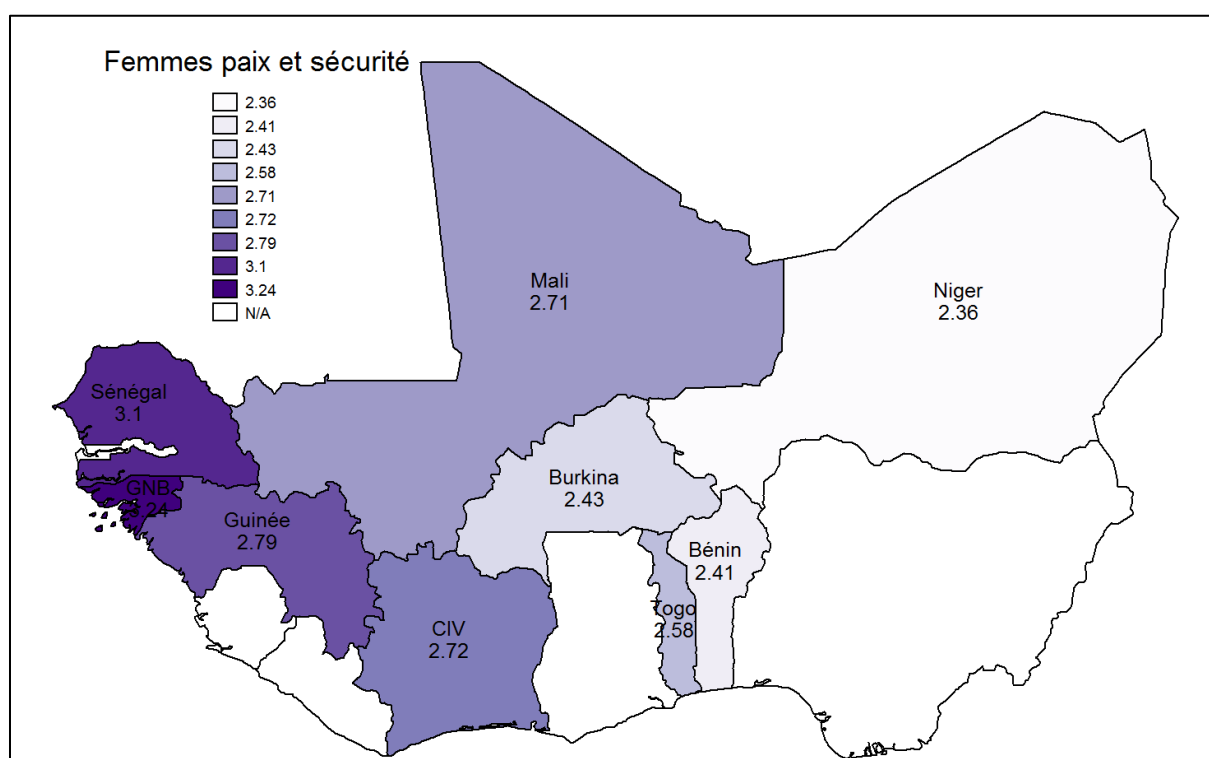 Femmes paix et sécurité
2.36
2.41
2.43
2.58
2.71
2.72
2.79
3.1
3.24
N/A
Mali
2.71
Niger
2.36
Sénégal
3.1
Burkina
2.43
GNB
3.24
Guinée
2.79
Bénin
2.41
Togo
2.58
CIV
2.72